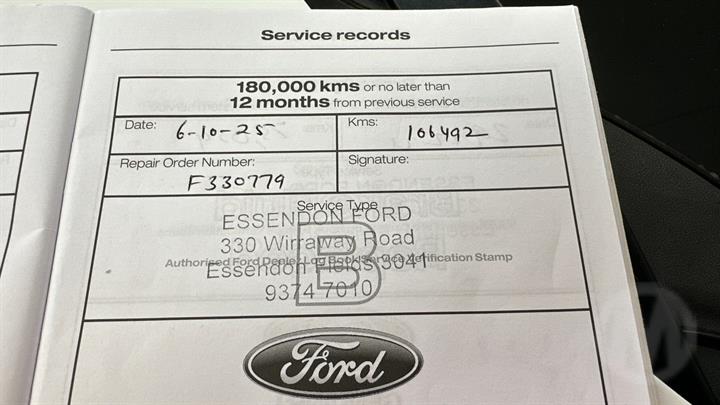 Service records
180,000 kms or no later than
12 months from previous service
Date: 6-10-25 Kms: 106492
Repair Order Number: F330779 Signature:
Service Type
ESSENDON FORD
330 Wirraway Road
B
Authorised Ford Dealer Log Book Service Verification Stamp
Essendon Fields 3041
9374 7010
Ford